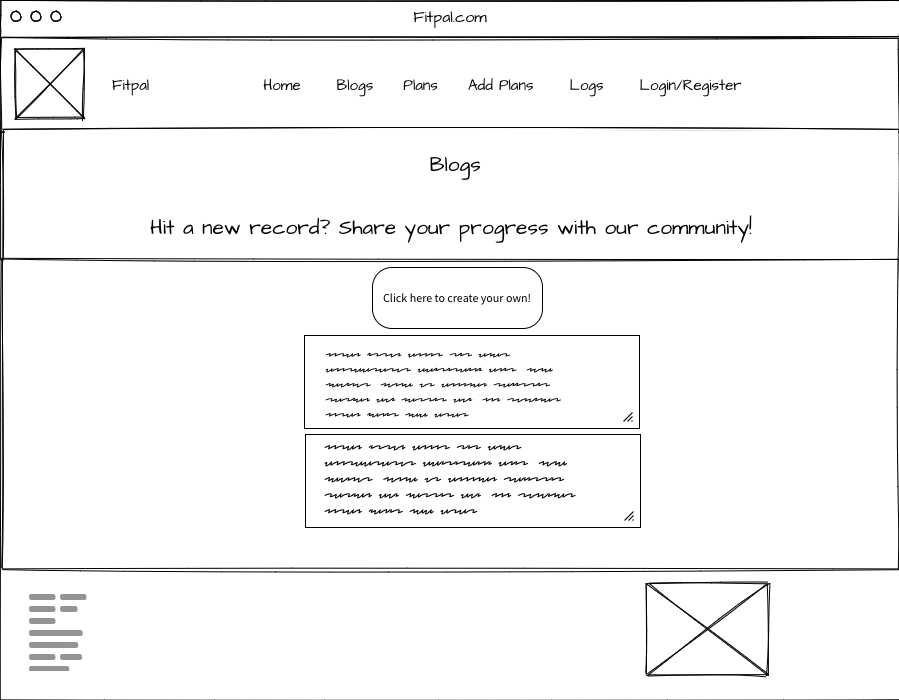 Fitpal.com
Fitpal Home Blogs Plans Add Plans Logs Login/Register
Blogs
Hit a new record? Share your progress with our community!
Click here to create your own!